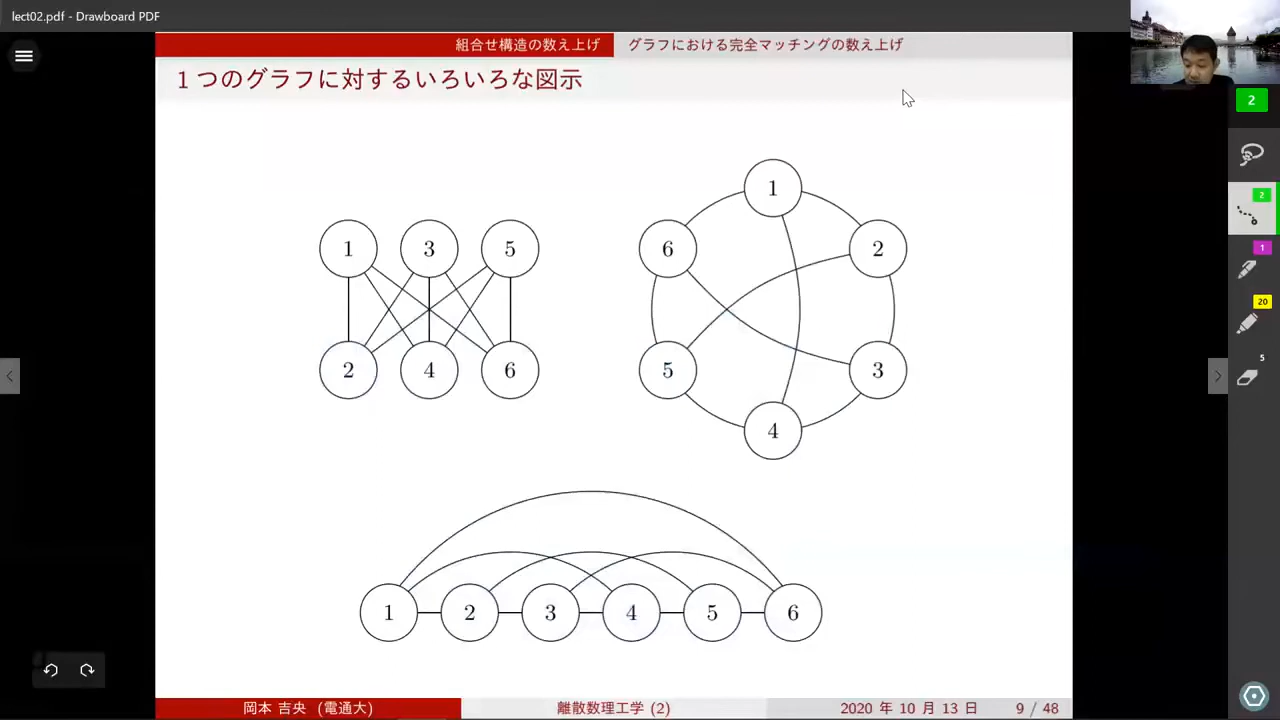 lect02.pdf - Drawboard PDF
組合せ構造の数え上げ グラフにおける完全マッチングの数え上げ
1 つのグラフに対するいろいろな図示
1 3 5
2 4 6
1
6 2
5 3
4
1 2 3 4 5 6
岡本 吉央 (電通大) 離散数理工学 (2) 2020 年 10 月 13 日 9 / 48
2
2
1
20
5